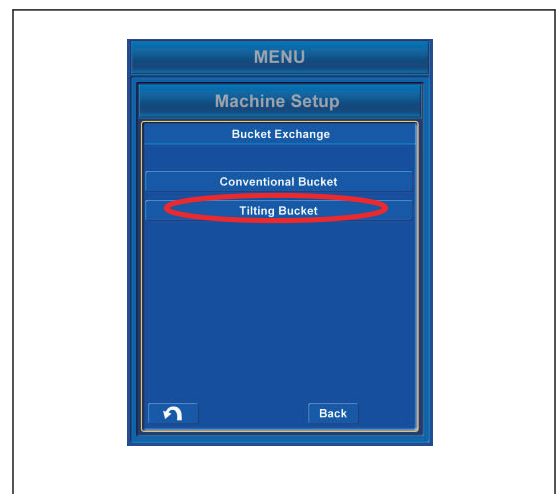 MENU
Machine Setup
Bucket Exchange
Conventional Bucket
Tilting Bucket
Back